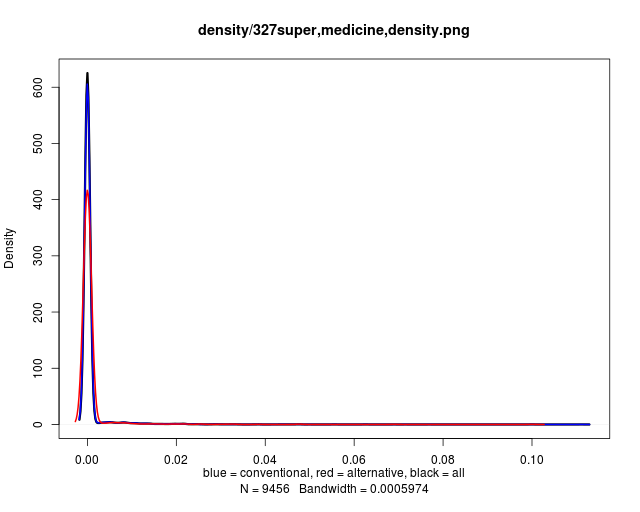 density/327super,medicine,density.png
600
500
400
300
200
100
0
Density
0.00 0.02 0.04 0.06 0.08 0.10
blue = conventional, red = alternative, black = all
N = 9456 Bandwidth = 0.0005974